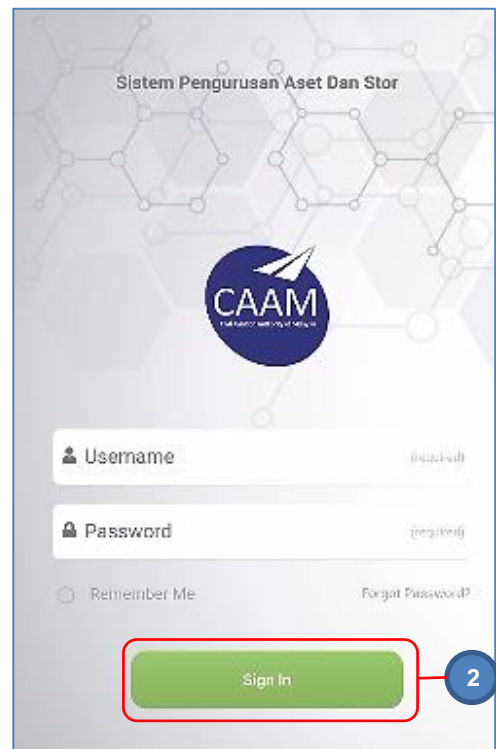 Sistem Pengurusan Aset Dan Stor
CAAM
Username
(required)
Password
(required)
Remember Me
Forgot Password?
Sign In
2